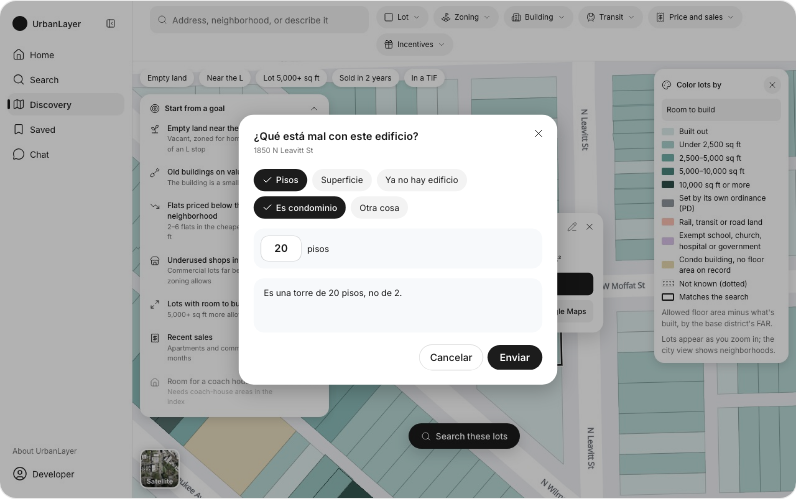 UrbanLayer
Home
Search
Discovery
Saved
Chat
About UrbanLayer
Developer
Address, neighborhood, or describe it
Lot
Zoning
Building
Transit
Price and sales
Incentives
Empty land
Near the L
Lot 5,000+ sq ft
Sold in 2 years
In a TIF
Start from a goal
Empty land near the
Vacant, zoned for
of an L stop
Old buildings on
The building is a small
Flats priced below
neighborhood
2–6 flats in the
ft
Underused shops in
Commercial lots far
zoning allows
Lots with room to
5,000+ sq ft more
Recent sales
Apartments and
months
Room for a coach
Needs coach-house areas in the
index
¿Qué está mal con este edificio?
1850 N Leavitt St
Pisos
Superficie
Ya no hay edificio
Es condominio
Otra cosa
20 pisos
Es una torre de 20 pisos, no de 2.
Cancelar
Enviar
Maps
Search these lots
Satellite
N Leavitt St
W Moffat St
N Leavitt St
Color lots by
Room to build
Built out
Under 2,500 sq ft
2,500–5,000 sq ft
5,000–10,000 sq ft
10,000 sq ft or more
Set by its own ordinance
(PD)
Rail, transit or road land
Exempt school, church,
hospital or government
Condo building, no floor
area on record
Not known (dotted)
Matches the search
Allowed floor area minus what's
built, by the base district's FAR.
Lots appear as you zoom in; the
city view shows neighborhoods.